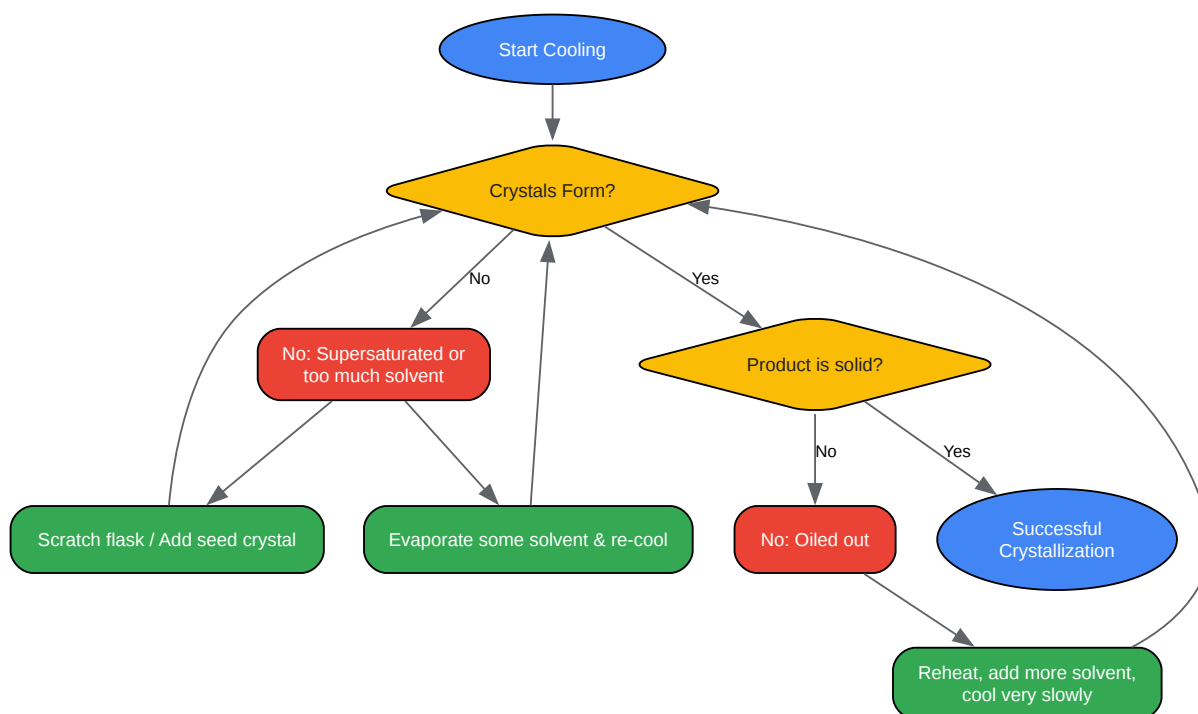 Start Cooling
Crystals Form?
No
Yes
No: Supersaturated or
too much solvent
Product is solid?
No
Yes
Scratch flask / Add seed crystal
Evaporate some solvent & re-cool
No: Oiled out
Successful
Crystallization
Reheat, add more solvent,
cool very slowly